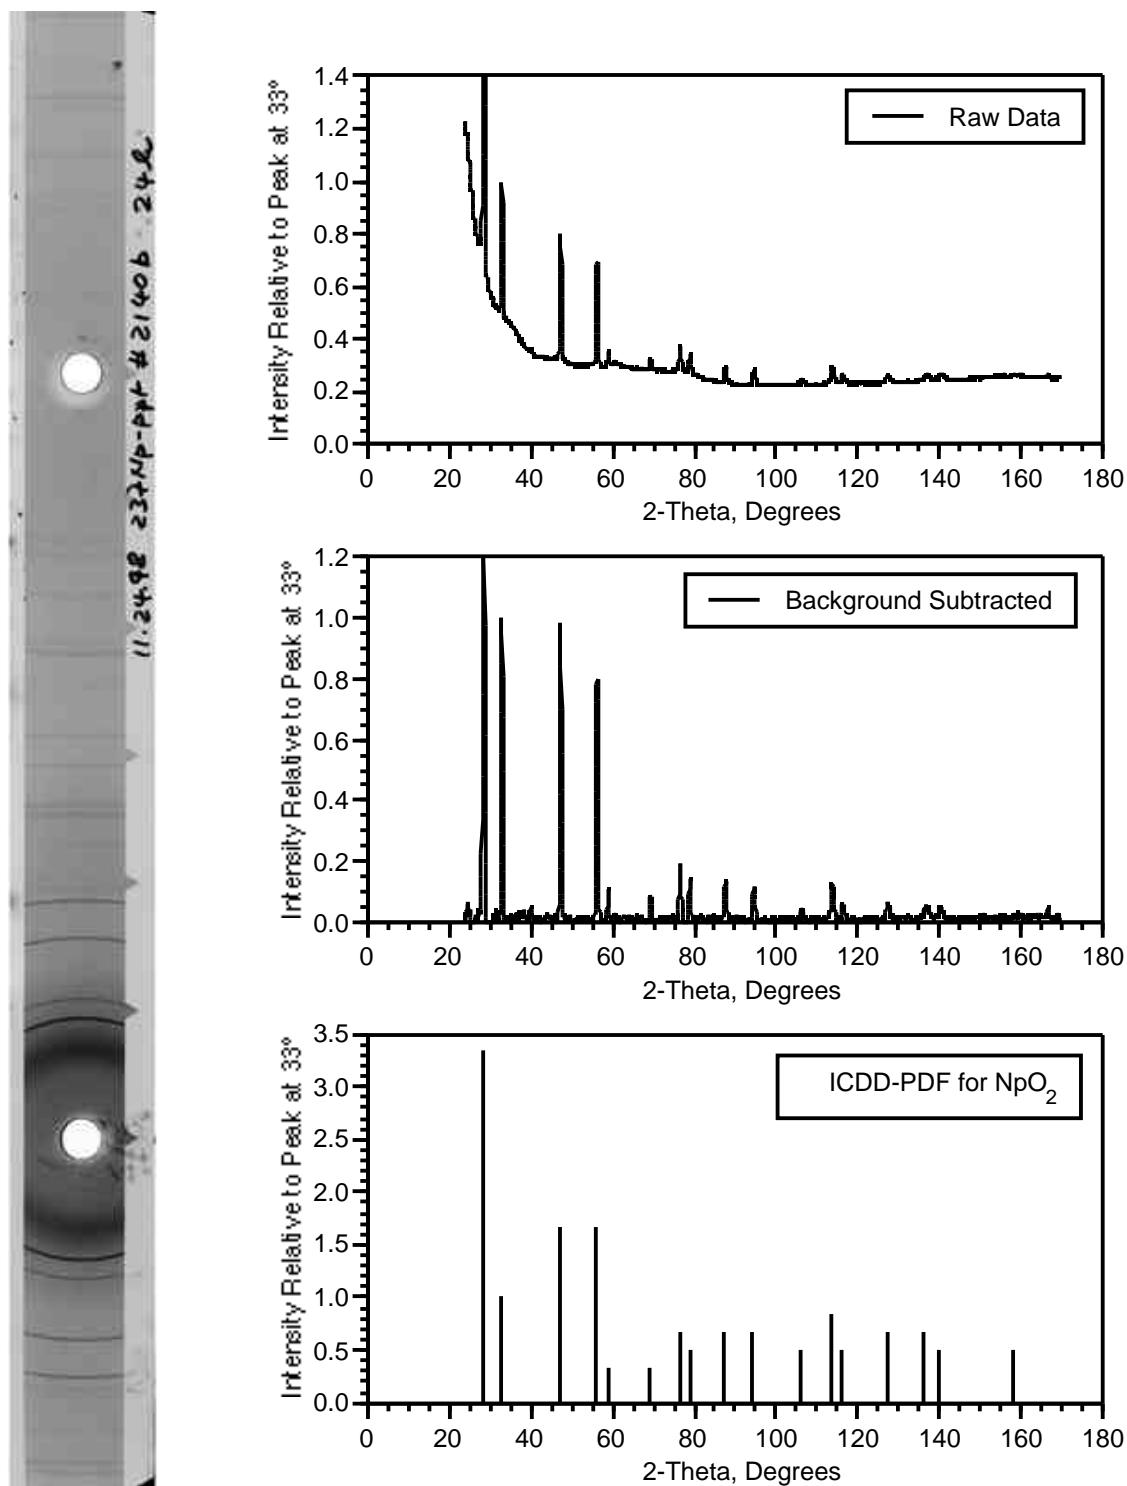 11.24.98 237Np-ppt #2140b 24h
Intensity Relative to Peak at 33°
1.4
1.2
1.0
0.8
0.6
0.4
0.2
0.0
Raw Data
0 20 40 60 80 100 120 140 160 180
2-Theta, Degrees
Intensity Relative to Peak at 33°
1.2
1.0
0.8
0.6
0.4
0.2
0.0
Background Subtracted
0 20 40 60 80 100 120 140 160 180
2-Theta, Degrees
Intensity Relative to Peak at 33°
3.5
3.0
2.5
2.0
1.5
1.0
0.5
0.0
ICDD-PDF for NpO2
0 20 40 60 80 100 120 140 160 180
2-Theta, Degrees